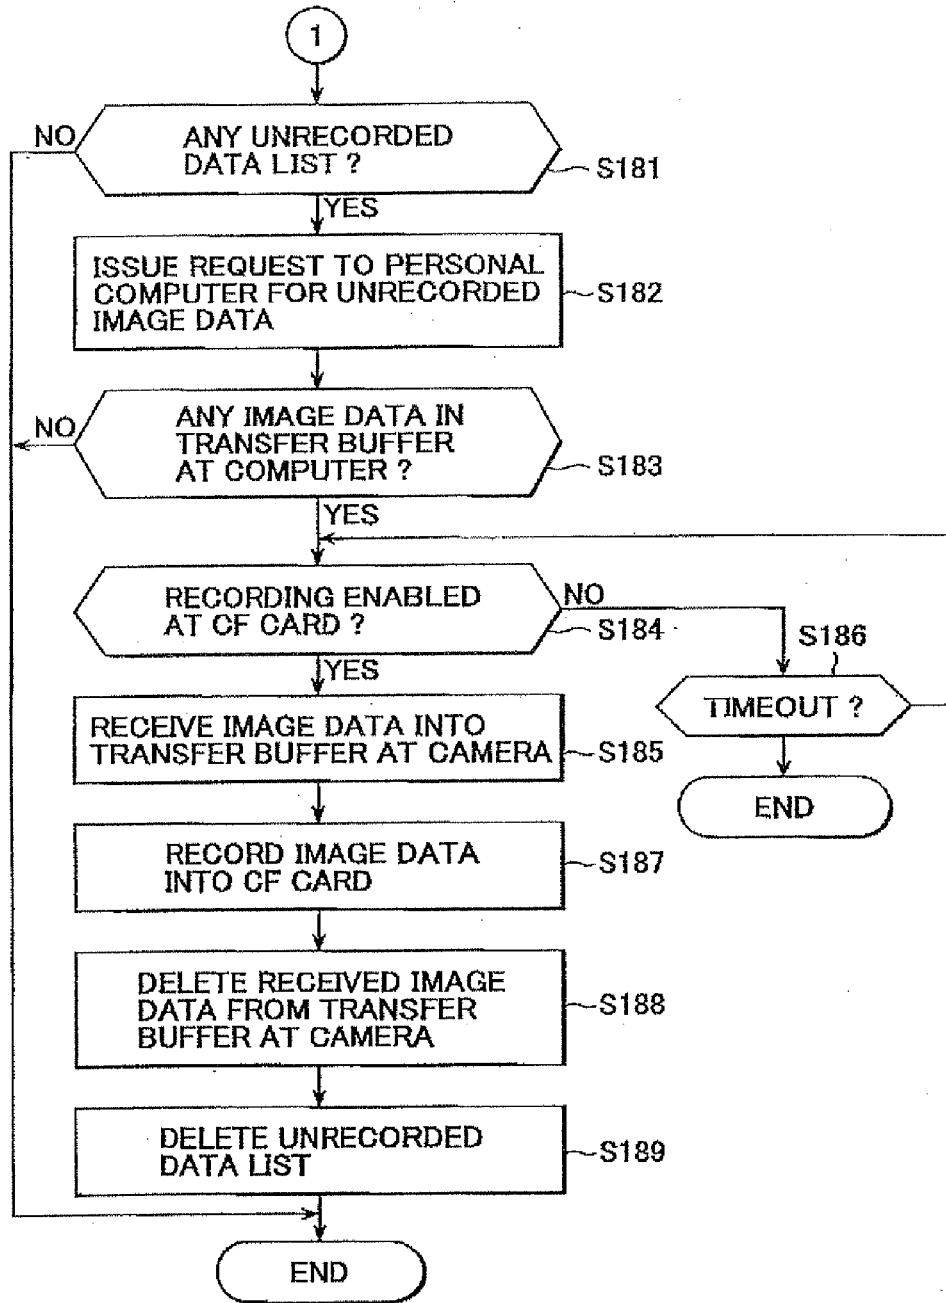 1
NO
ANY UNRECORDED
DATA LIST ?
S181
YES
ISSUE REQUEST TO PERSONAL
COMPUTER FOR UNRECORDED
IMAGE DATA
S182
NO
ANY IMAGE DATA IN
TRANSFER BUFFER
AT COMPUTER ?
S183
YES
RECORDING ENABLED
AT CF CARD ?
NO
S184
S186
YES
TIMEOUT ?
RECEIVE IMAGE DATA INTO
TRANSFER BUFFER AT CAMERA
S185
END
RECORD IMAGE DATA
INTO CF CARD
S187
DELETE RECEIVED IMAGE
DATA FROM TRANSFER
BUFFER AT CAMERA
S188
DELETE UNRECORDED
DATA LIST
S189
END